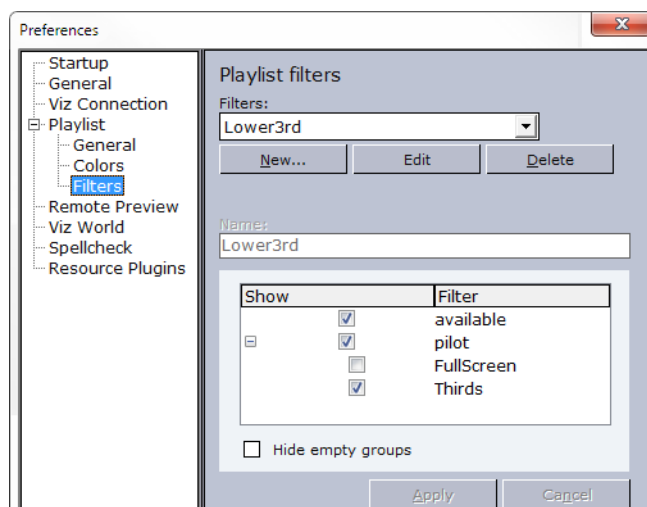 Preferences
x
Startup
General
Viz Connection
Playlist
General
Colors
Filters
Remote Preview
Viz World
Spellcheck
Resource Plugins
Playlist filters
Filters:
Lower3rd
New... Edit Delete
Name:
Lower3rd
Show Filter
available
pilot
FullScreen
Thirds
Hide empty groups
Apply Cancel